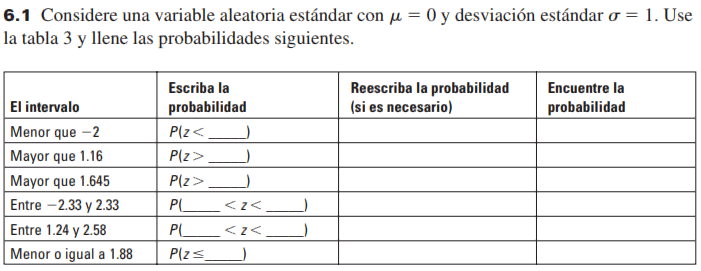 6.1 Considere una variable aleatoria estándar con μ = 0 y desviación estándar σ = 1. Use
la tabla 3 y llene las probabilidades siguientes.
El intervalo
Escriba la
probabilidad
Reescriba la probabilidad
(si es necesario)
Encuentre la
probabilidad
Menor que −2
P(z < _____)
Mayor que 1.16
P(z > _____)
Mayor que 1.645
P(z > _____)
Entre −2.33 y 2.33
P(_____ < z < _____)
Entre 1.24 y 2.58
P(_____ < z < _____)
Menor o igual a 1.88
P(z ≤ _____)